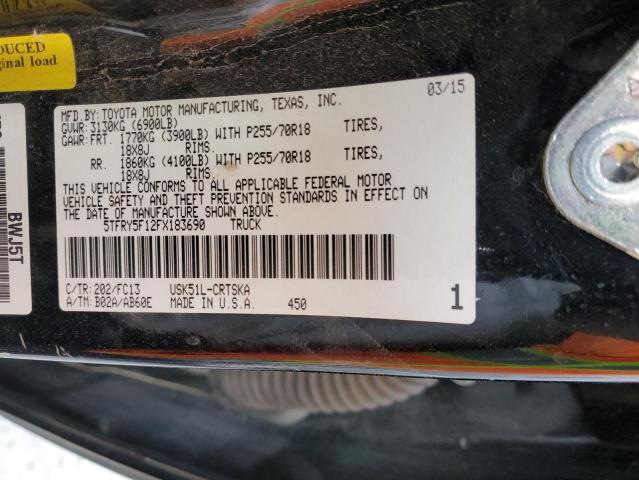 DUCED
ginal load
BWJ5T
MFD.BY:TOYOTA MOTOR MANUFACTURING, TEXAS, INC. 03/15
GVWR:3130KG (6900LB)
GAWR:FRT. 1770KG (3900LB) WITH P255/70R18 TIRES,
18X8J RIMS.
RR. 1860KG (4100LB) WITH P255/70R18 TIRES,
18X8J RIMS.
THIS VEHICLE CONFORMS TO ALL APPLICABLE FEDERAL MOTOR
VEHICLE SAFETY AND THEFT PREVENTION STANDARDS IN EFFECT ON
THE DATE OF MANUFACTURE SHOWN ABOVE.
5TFRY5F12FX183690 TRUCK
C/TR:202/FC13 USK51L-CRTSKA
A/TM:B02A/AB60E MADE IN U.S.A. 450 1